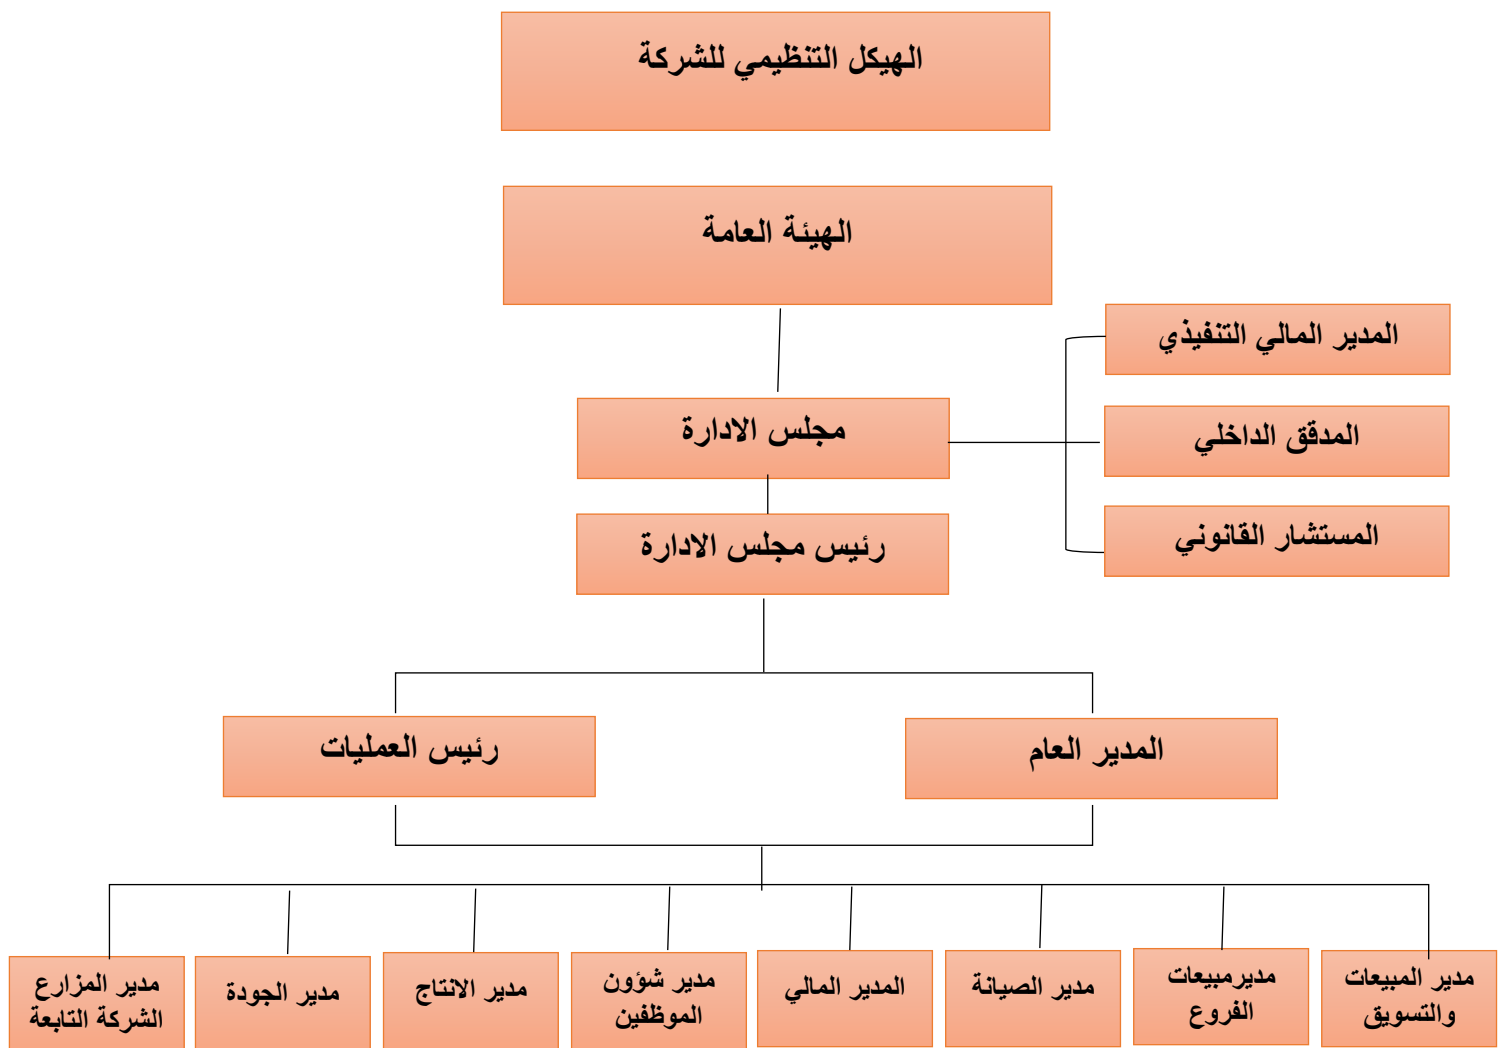 الهيكل التنظيمي للشركة
الهيئة العامة
المدير المالي التنفيذي
مجلس الادارة
المدقق الداخلي
المستشار القانوني
رئيس مجلس الادارة
المدير العام
رئيس العمليات
مدير المبيعات
والتسويق
مديرمبيعات
الفروع
مدير الصيانة
المدير المالي
مدير شؤون
الموظفين
مدير الانتاج
مدير الجودة
مدير المزارع
الشركة التابعة